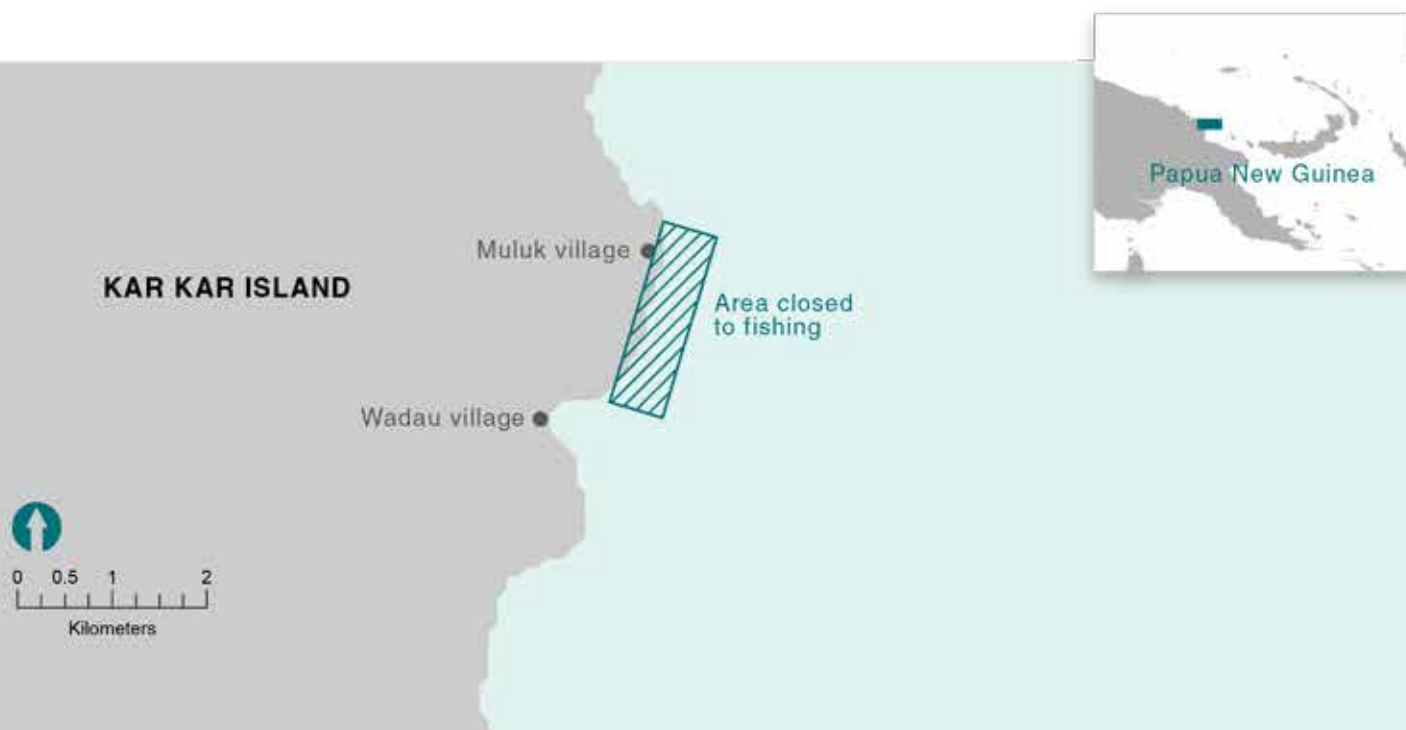 Papua New Guinea
Muluk village
KAR KAR ISLAND
Area closed
to fishing
Wadau village
0 0.5 1 2
Kilometers